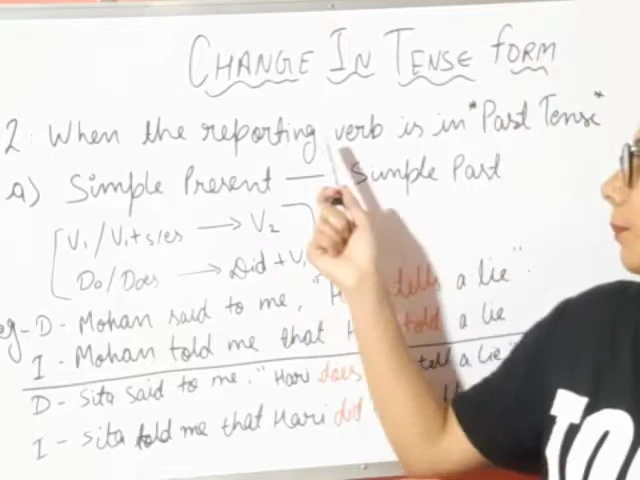 CHANGE IN TENSE FORM
2. When the reporting verb is in "Past Tense"
a) Simple Present — Simple Past
V1/V1+s/es → V2
Do/Does → Did + V1
eg- D - Mohan said to me, " tells a lie".
I - Mohan told me that told a lie
D - Sita said to me, "Hari does tell a lie"
I - Sita told me that Hari did